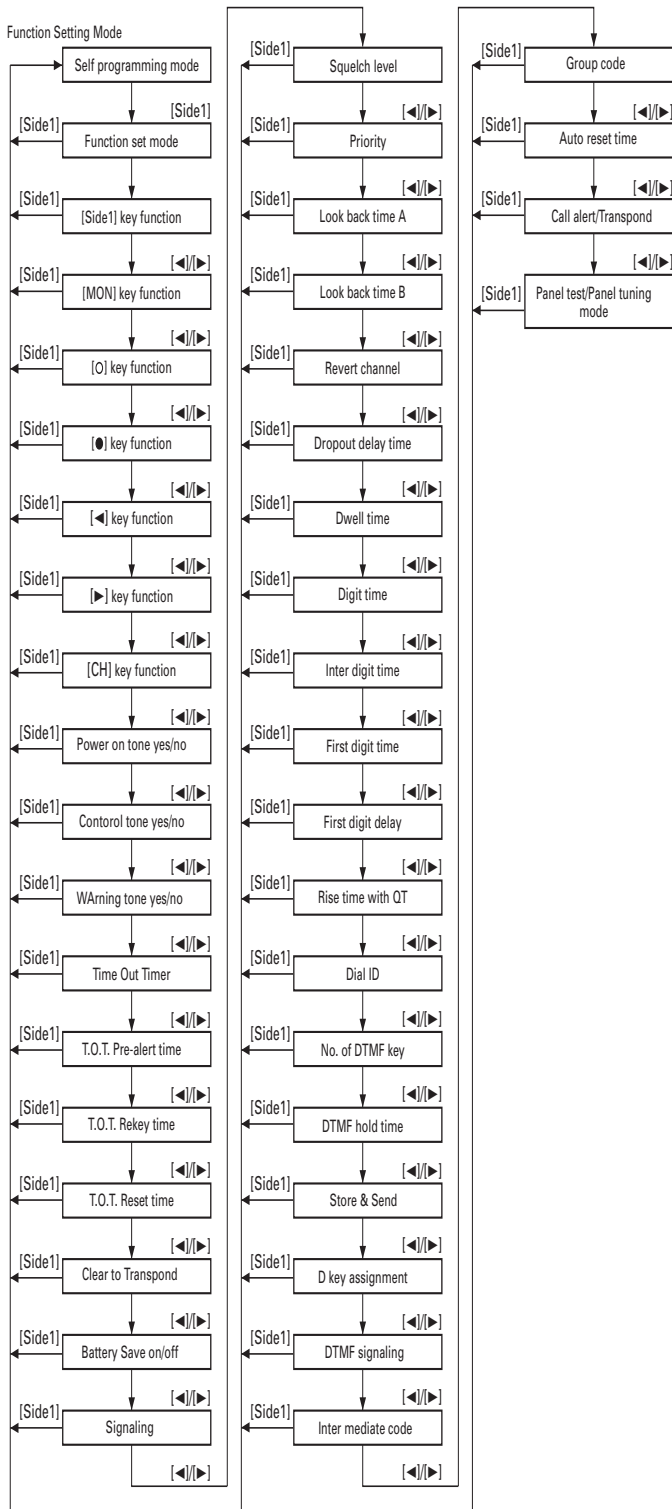 Function Setting Mode
Self programming mode
[Side1]
[Side1]
Function set mode
[Side1]
[Side1] key function
[◀]/[▶]
[Side1]
[MON] key function
[◀]/[▶]
[Side1]
[O] key function
[◀]/[▶]
[Side1]
[●] key function
[◀]/[▶]
[Side1]
[◀] key function
[◀]/[▶]
[Side1]
[▶] key function
[◀]/[▶]
[Side1]
[CH] key function
[◀]/[▶]
[Side1]
Power on tone yes/no
[◀]/[▶]
[Side1]
Contorol tone yes/no
[◀]/[▶]
[Side1]
WArning tone yes/no
[◀]/[▶]
[Side1]
Time Out Timer
[◀]/[▶]
[Side1]
T.O.T. Pre-alert time
[◀]/[▶]
[Side1]
T.O.T. Rekey time
[◀]/[▶]
[Side1]
T.O.T. Reset time
[◀]/[▶]
[Side1]
Clear to Transpond
[◀]/[▶]
[Side1]
Battery Save on/off
[◀]/[▶]
[Side1]
Signaling
[◀]/[▶]
[Side1]
Squelch level
[◀]/[▶]
[Side1]
Priority
[◀]/[▶]
[Side1]
Look back time A
[◀]/[▶]
[Side1]
Look back time B
[◀]/[▶]
[Side1]
Revert channel
[◀]/[▶]
[Side1]
Dropout delay time
[◀]/[▶]
[Side1]
Dwell time
[◀]/[▶]
[Side1]
Digit time
[◀]/[▶]
[Side1]
Inter digit time
[◀]/[▶]
[Side1]
First digit time
[◀]/[▶]
[Side1]
First digit delay
[◀]/[▶]
[Side1]
Rise time with QT
[◀]/[▶]
[Side1]
Dial ID
[◀]/[▶]
[Side1]
No. of DTMF key
[◀]/[▶]
[Side1]
DTMF hold time
[◀]/[▶]
[Side1]
Store & Send
[◀]/[▶]
[Side1]
D key assignment
[◀]/[▶]
[Side1]
DTMF signaling
[◀]/[▶]
[Side1]
Inter mediate code
[◀]/[▶]
[Side1]
Group code
[◀]/[▶]
[Side1]
Auto reset time
[◀]/[▶]
[Side1]
Call alert/Transpond
[◀]/[▶]
[Side1]
Panel test/Panel tuning
mode